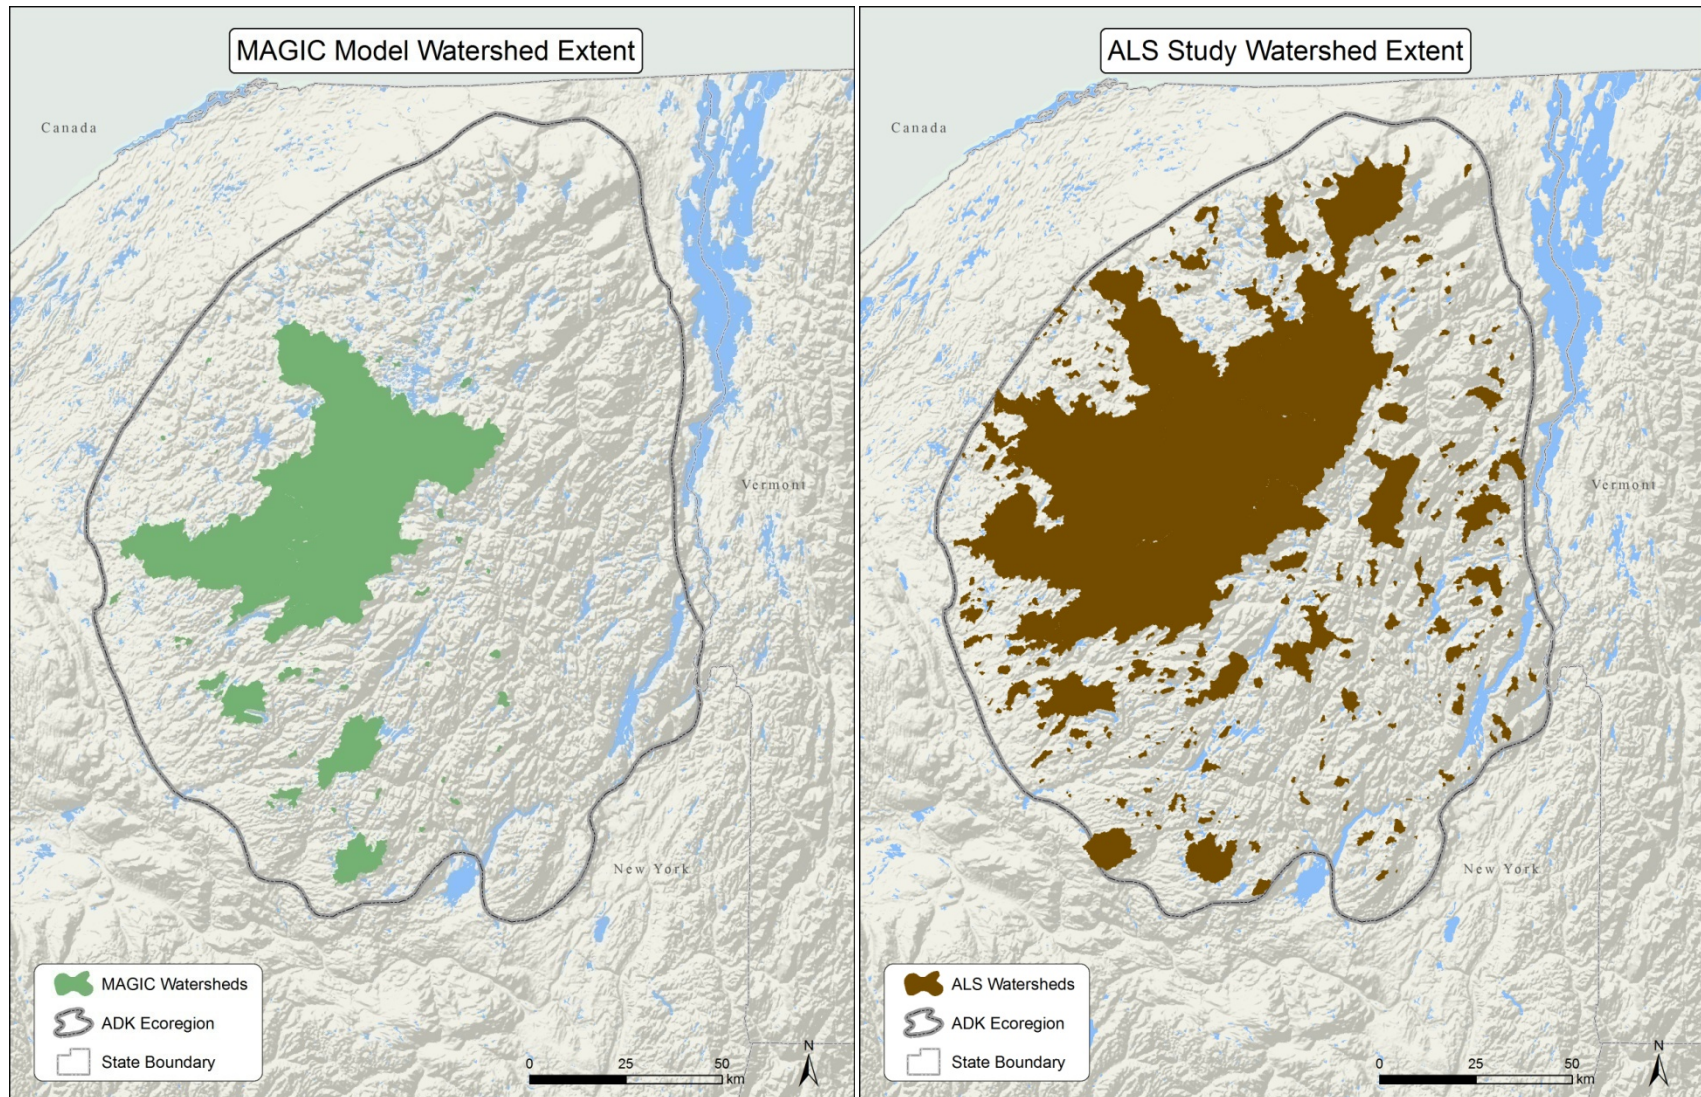 MAGIC Model Watershed Extent
Canada
Vermont
New York
MAGIC Watersheds
ADK Ecoregion
State Boundary
0 25 50
km
N
ALS Study Watershed Extent
Canada
Vermont
New York
ALS Watersheds
ADK Ecoregion
State Boundary
0 25 50
km
N